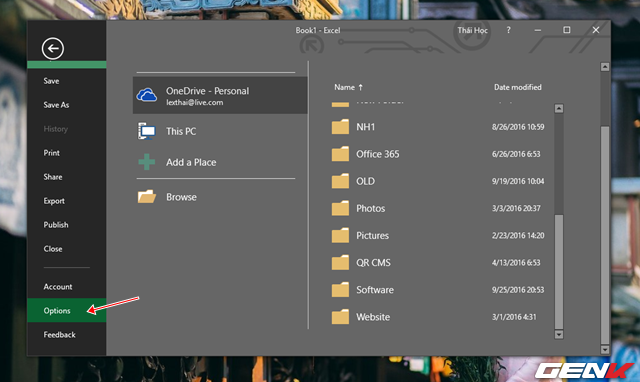 Book1 - Excel
Thái Học
?
Save
Save As
History
Print
Share
Export
Publish
Close
Account
Options
Feedback
OneDrive - Personal
lexthai@live.com
This PC
Add a Place
Browse
Name ↑ Date modified
New folder
NH1 8/26/2016 10:59
Office 365 6/26/2016 6:53
OLD 9/19/2016 10:04
Photos 3/3/2016 20:37
Pictures 2/23/2016 14:20
QR CMS 4/13/2016 6:53
Software 9/25/2016 20:53
Website 3/1/2016 4:31
GENK